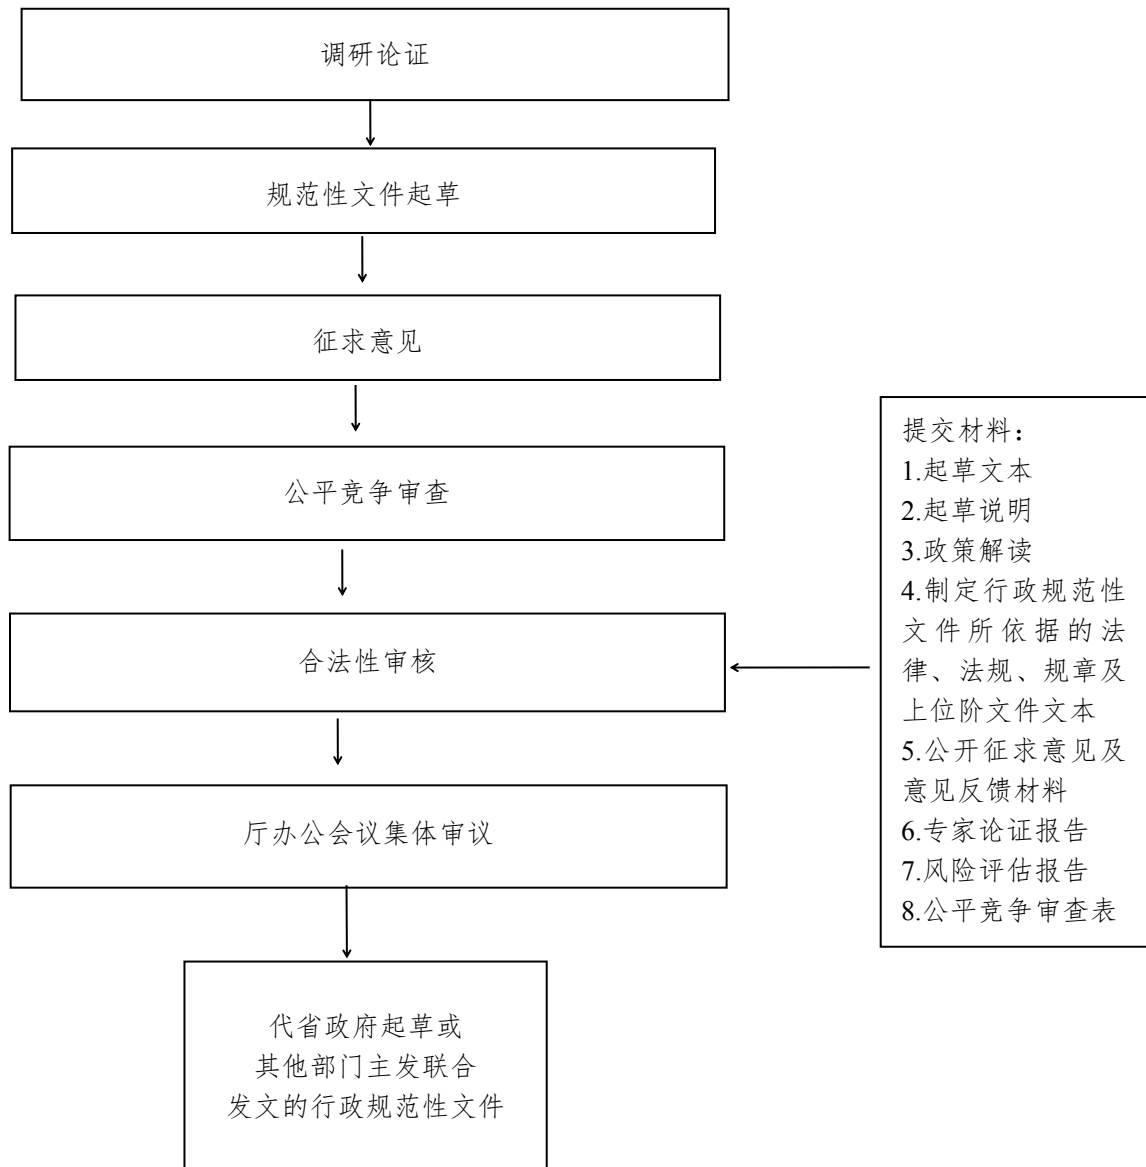 调研论证
规范性文件起草
征求意见
公平竞争审查
合法性审核
厅办公会议集体审议
代省政府起草或
其他部门主发联合
发文的行政规范性文件
提交材料：
1.起草文本
2.起草说明
3.政策解读
4.制定行政规范性
文件所依据的法
律、法规、规章及
上位阶文件文本
5.公开征求意见及
意见反馈材料
6.专家论证报告
7.风险评估报告
8.公平竞争审查表